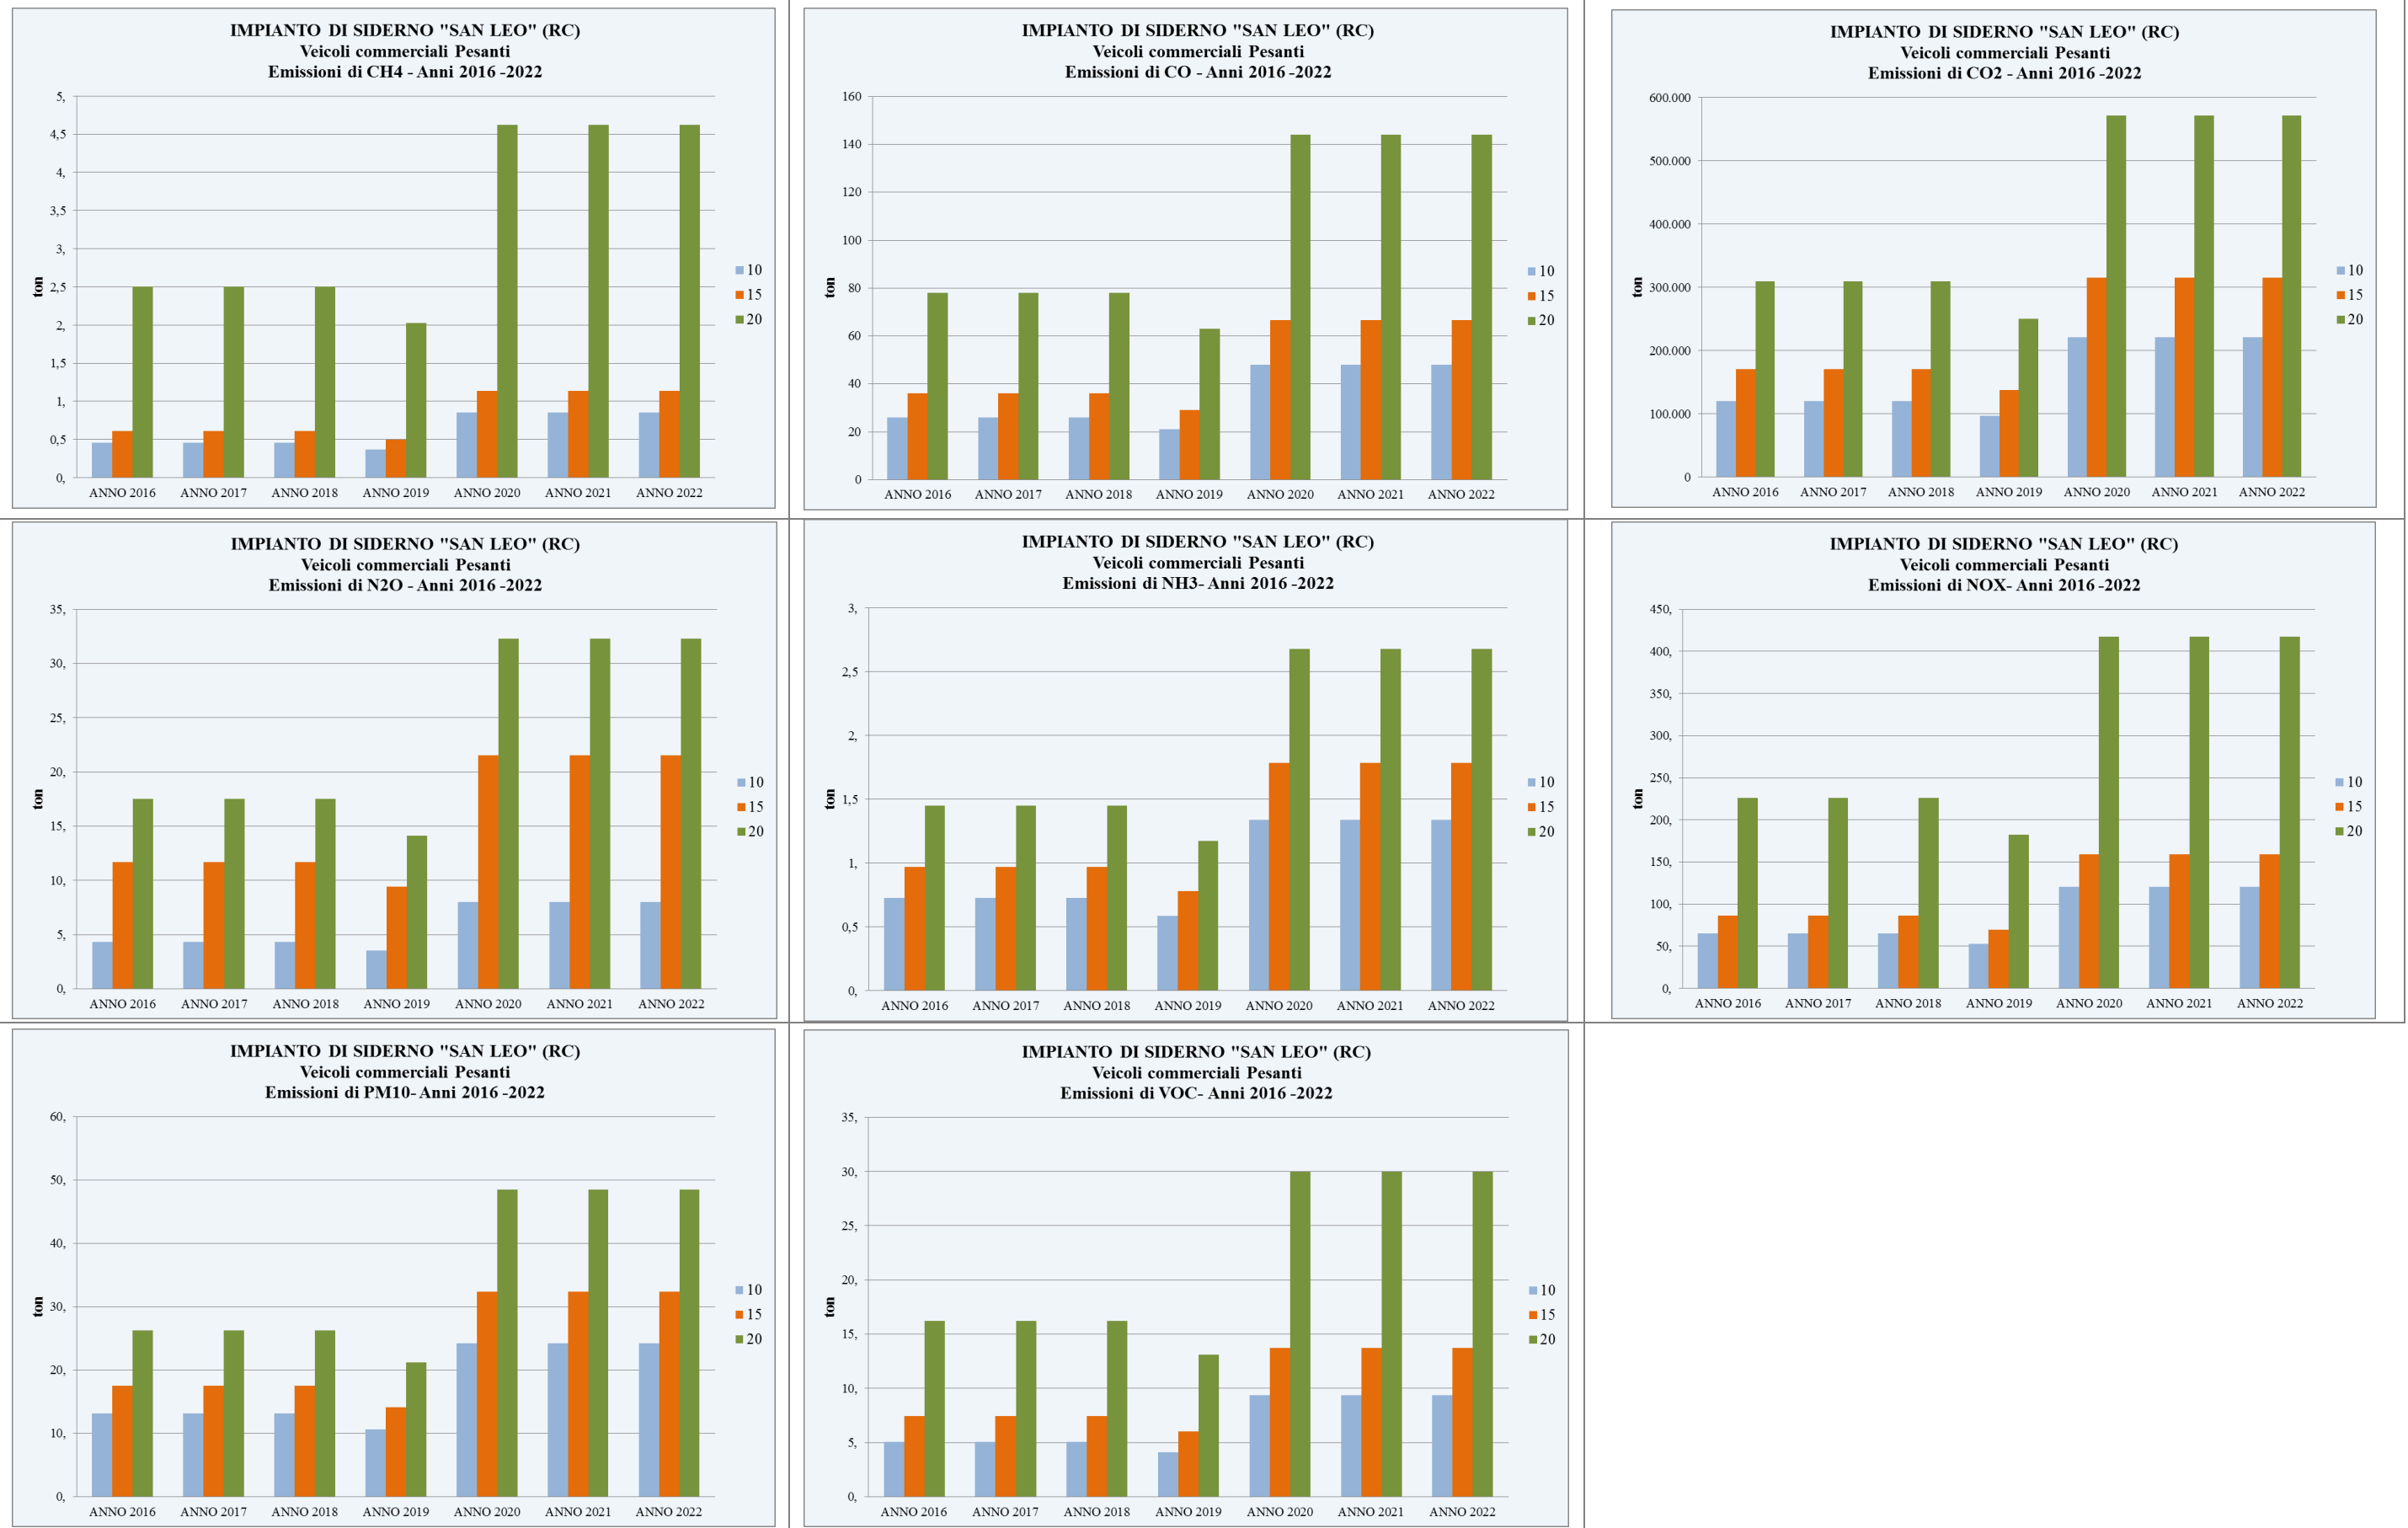 IMPIANTO DI SIDERNO "SAN LEO" (RC)
Veicoli commerciali Pesanti
Emissioni di CH4 - Anni 2016 -2022
5,
4,5
4,
3,5
3,
2,5
2,
1,5
1,
0,5
0,
ton
ANNO 2016 ANNO 2017 ANNO 2018 ANNO 2019 ANNO 2020 ANNO 2021 ANNO 2022
10
15
20
IMPIANTO DI SIDERNO "SAN LEO" (RC)
Veicoli commerciali Pesanti
Emissioni di CO - Anni 2016 -2022
160
140
120
100
80
60
40
20
0
ton
ANNO 2016 ANNO 2017 ANNO 2018 ANNO 2019 ANNO 2020 ANNO 2021 ANNO 2022
10
15
20
IMPIANTO DI SIDERNO "SAN LEO" (RC)
Veicoli commerciali Pesanti
Emissioni di CO2 - Anni 2016 -2022
600.000
500.000
400.000
300.000
200.000
100.000
0
ton
ANNO 2016 ANNO 2017 ANNO 2018 ANNO 2019 ANNO 2020 ANNO 2021 ANNO 2022
10
15
20
IMPIANTO DI SIDERNO "SAN LEO" (RC)
Veicoli commerciali Pesanti
Emissioni di N2O - Anni 2016 -2022
35,
30,
25,
20,
15,
10,
5,
0,
ton
ANNO 2016 ANNO 2017 ANNO 2018 ANNO 2019 ANNO 2020 ANNO 2021 ANNO 2022
10
15
20
IMPIANTO DI SIDERNO "SAN LEO" (RC)
Veicoli commerciali Pesanti
Emissioni di NH3- Anni 2016 -2022
3,
2,5
2,
1,5
1,
0,5
0,
ton
ANNO 2016 ANNO 2017 ANNO 2018 ANNO 2019 ANNO 2020 ANNO 2021 ANNO 2022
10
15
20
IMPIANTO DI SIDERNO "SAN LEO" (RC)
Veicoli commerciali Pesanti
Emissioni di NOX- Anni 2016 -2022
450,
400,
350,
300,
250,
200,
150,
100,
50,
0,
ton
ANNO 2016 ANNO 2017 ANNO 2018 ANNO 2019 ANNO 2020 ANNO 2021 ANNO 2022
10
15
20
IMPIANTO DI SIDERNO "SAN LEO" (RC)
Veicoli commerciali Pesanti
Emissioni di PM10- Anni 2016 -2022
60,
50,
40,
30,
20,
10,
0,
ton
ANNO 2016 ANNO 2017 ANNO 2018 ANNO 2019 ANNO 2020 ANNO 2021 ANNO 2022
10
15
20
IMPIANTO DI SIDERNO "SAN LEO" (RC)
Veicoli commerciali Pesanti
Emissioni di VOC- Anni 2016 -2022
35,
30,
25,
20,
15,
10,
5,
0,
ton
ANNO 2016 ANNO 2017 ANNO 2018 ANNO 2019 ANNO 2020 ANNO 2021 ANNO 2022
10
15
20